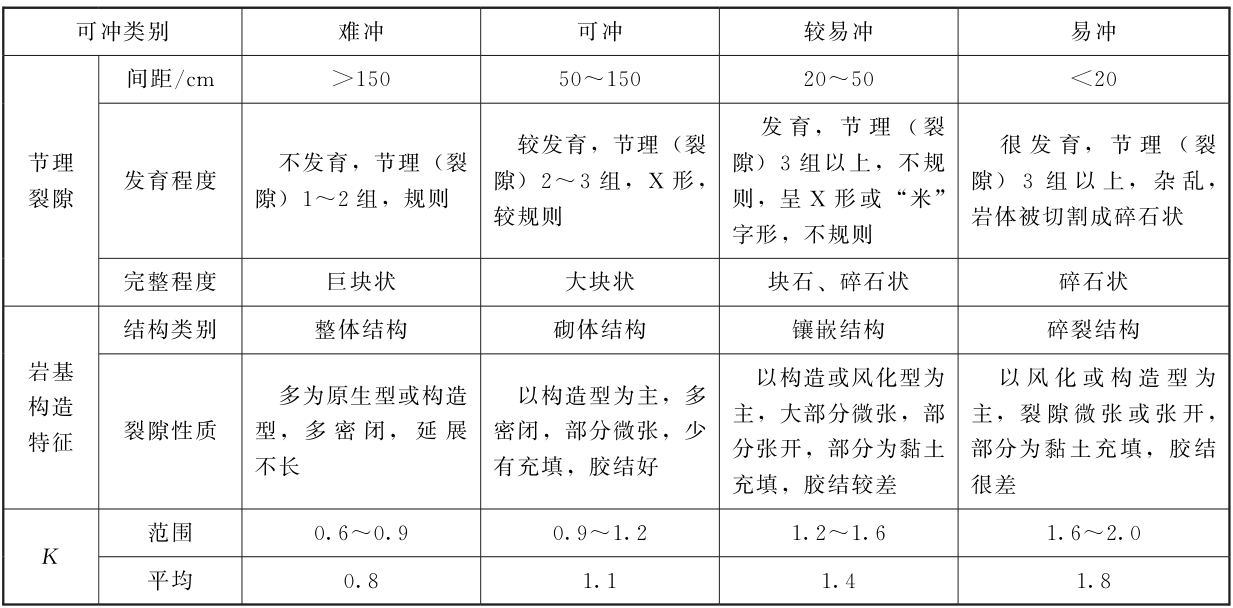 可冲类别 难冲 可冲 较易冲 易冲
节理
裂隙
间距/cm >150 50～150 20～50 <20
发育程度
不发育，节理（裂
隙）1～2组，规则
较发育，节理（裂
隙）2～3组，X形，
较规则
发育，节理（裂
隙）3组以上，不规
则，呈X形或“米”
字形，不规则
很发育，节理（裂
隙）3组以上，杂乱，
岩体被切割成碎石状
完整程度 巨块状 大块状 块石、碎石状 碎石状
岩基
构造
特征
结构类别 整体结构 砌体结构 镶嵌结构 碎裂结构
裂隙性质
多为原生型或构造
型，多密闭，延展
不长
以构造型为主，多
密闭，部分微张，少
有充填，胶结好
以构造或风化型为
主，大部分微张，部
分张开，部分为黏土
充填，胶结较差
以风化或构造型为
主，裂隙微张或张开，
部分为黏土充填，胶结
很差
K
范围 0.6～0.9 0.9～1.2 1.2～1.6 1.6～2.0
平均 0.8 1.1 1.4 1.8